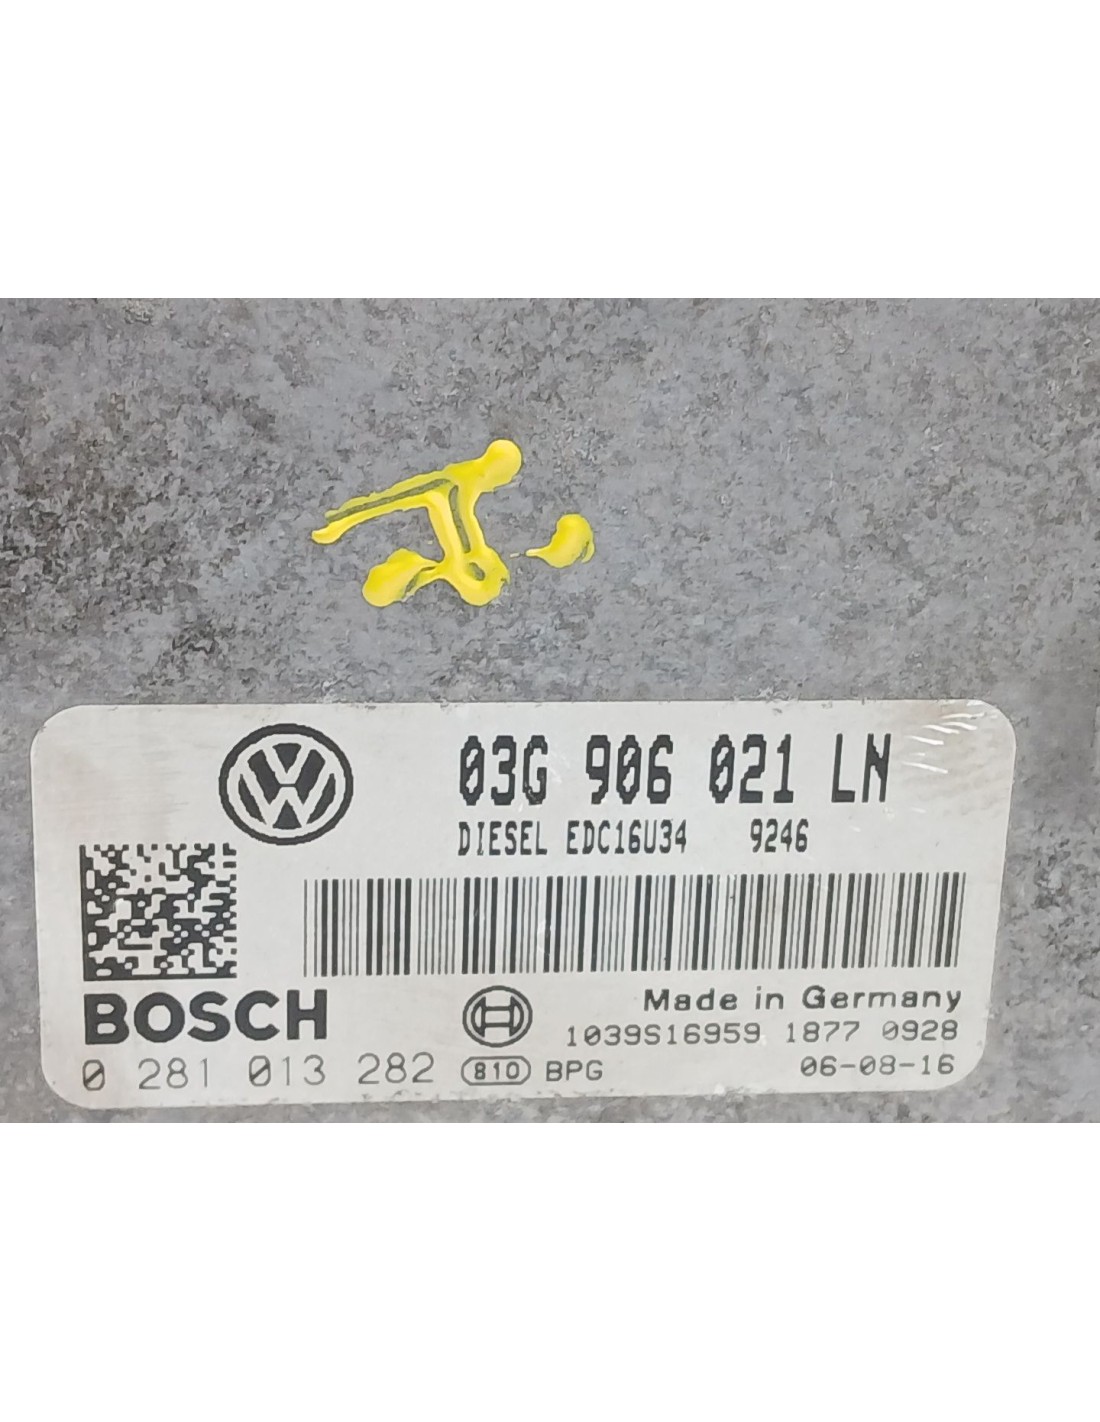 03G 906 021 LN
DIESEL EDC16U34 9246
BOSCH
Made in Germany
1039S16959 1877 0928
0 281 013 282 810 BPG 06-08-16